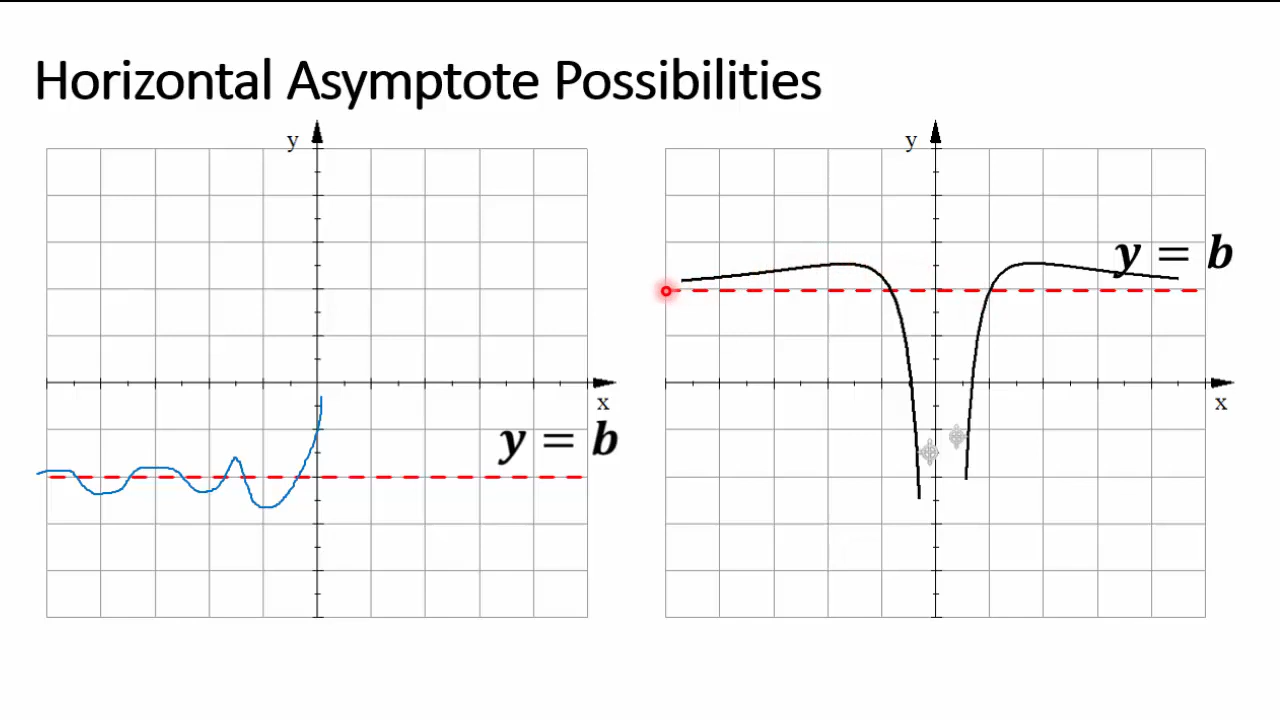 Horizontal Asymptote Possibilities
y
x
y = b
y
x
y = b